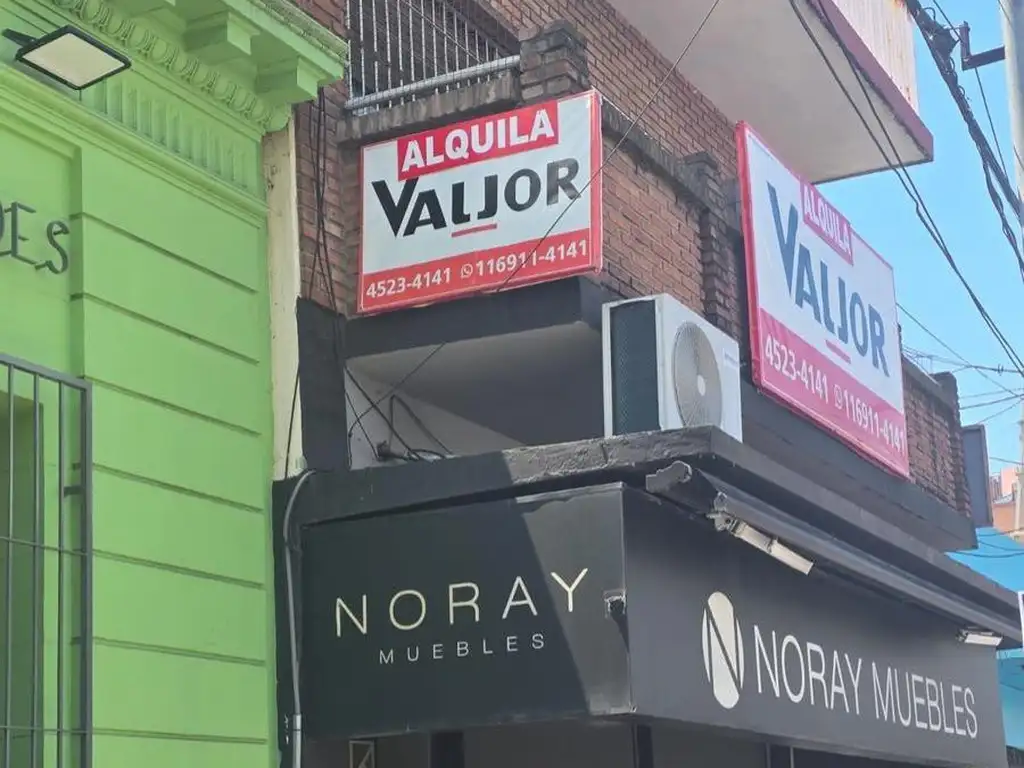 ALQUILA
VALJOR
4523-4141 116911-4141
ALQUILA
VALJOR
4523-4141 116911-4141
NORAY
MUEBLES
N NORAY MUEBLES